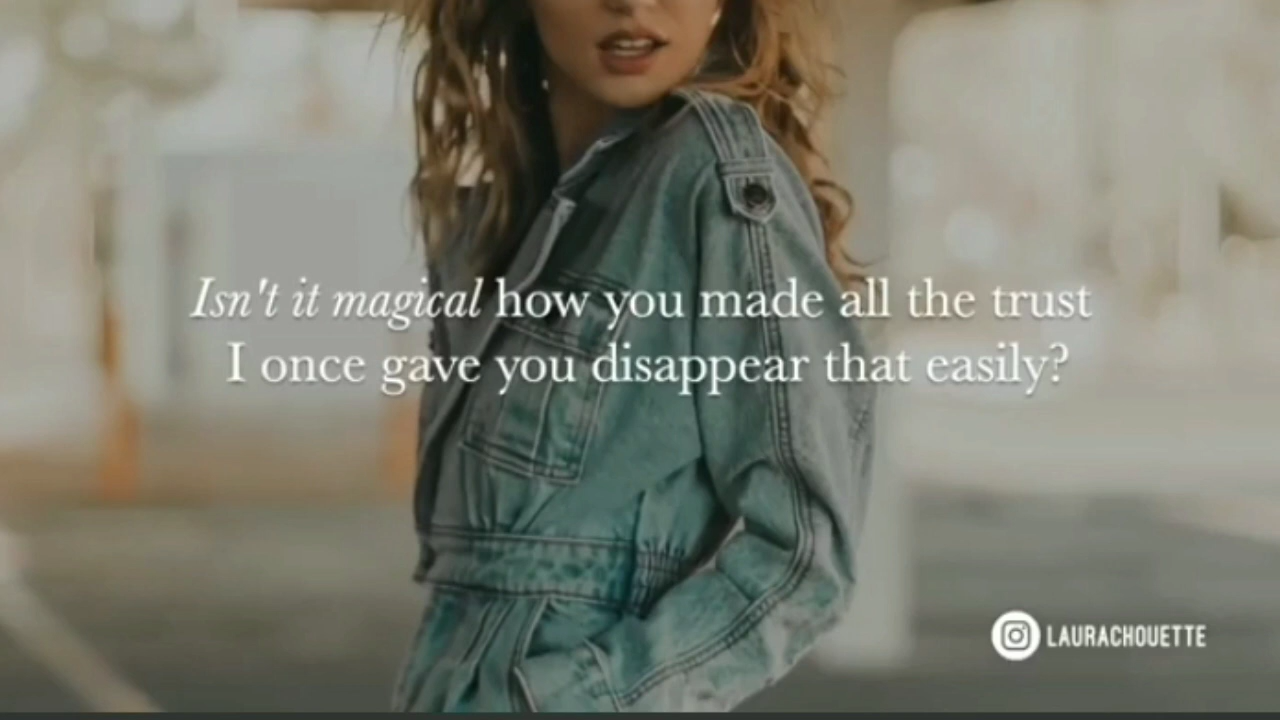 Isn't it magical how you made all the trust
I once gave you disappear that easily?
LAURACHOUETTE